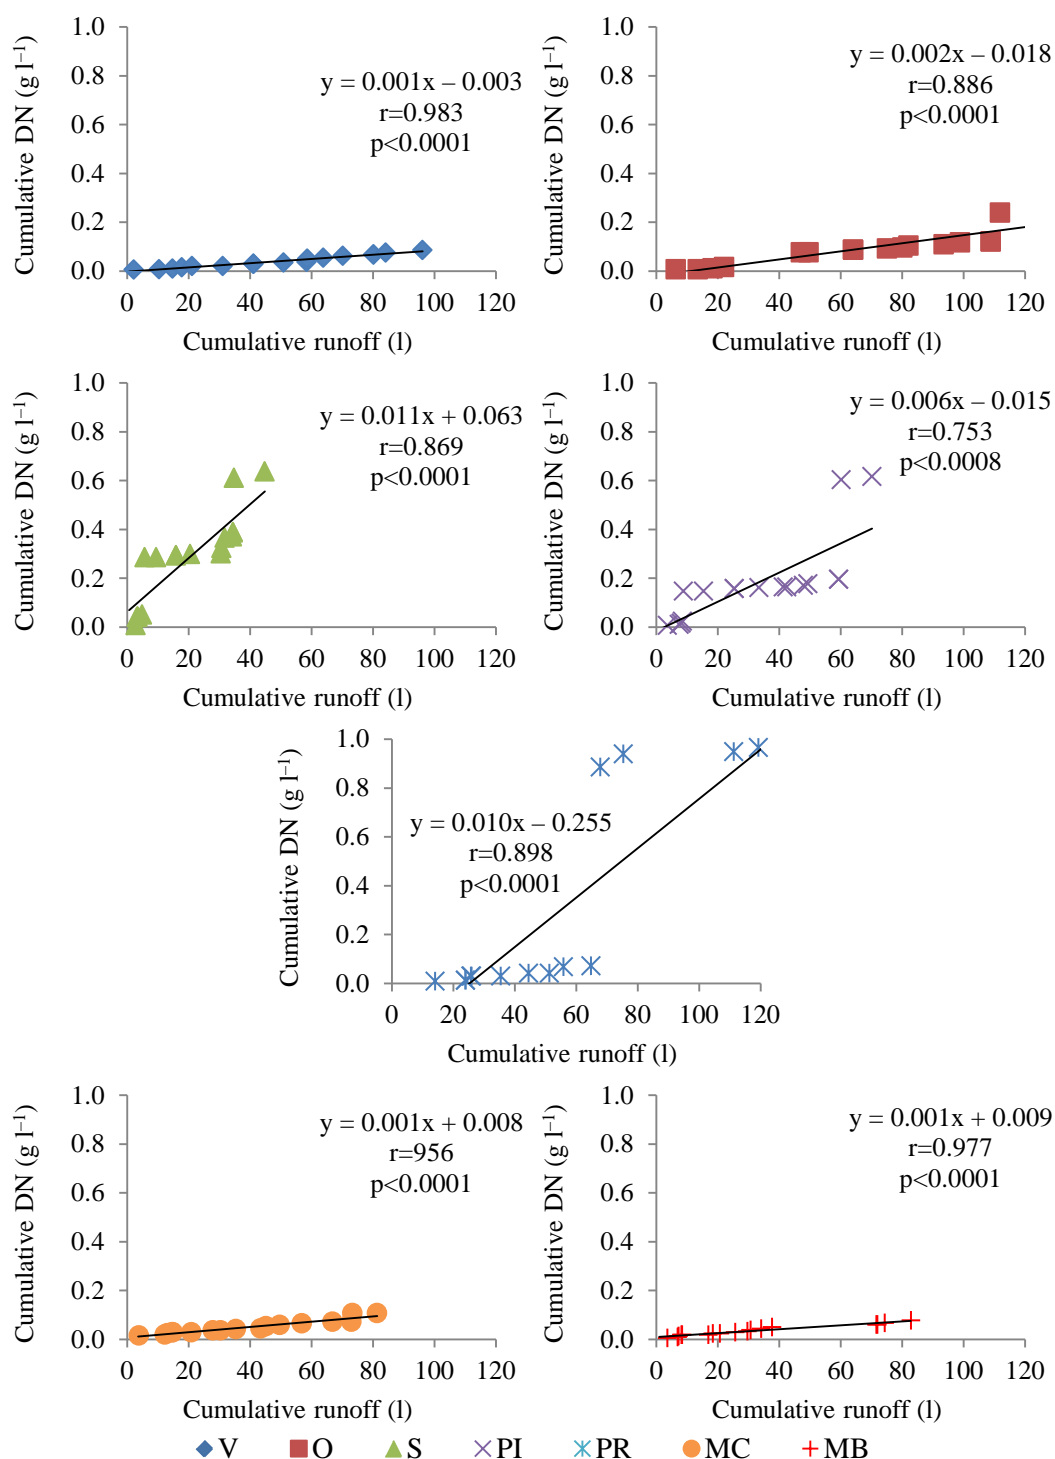 Cumulative DN (g l⁻¹)
1.0
0.8
0.6
0.4
0.2
0.0
y = 0.001x – 0.003
r=0.983
p<0.0001
0 20 40 60 80 100 120
Cumulative runoff (l)
Cumulative DN (g l⁻¹)
1.0
0.8
0.6
0.4
0.2
0.0
y = 0.002x – 0.018
r=0.886
p<0.0001
0 20 40 60 80 100 120
Cumulative runoff (l)
Cumulative DN (g l⁻¹)
1.0
0.8
0.6
0.4
0.2
0.0
y = 0.011x + 0.063
r=0.869
p<0.0001
0 20 40 60 80 100 120
Cumulative runoff (l)
Cumulative DN (g l⁻¹)
1.0
0.8
0.6
0.4
0.2
0.0
y = 0.006x – 0.015
r=0.753
p<0.0008
0 20 40 60 80 100 120
Cumulative runoff (l)
Cumulative DN (g l⁻¹)
1.0
0.8
0.6
0.4
0.2
0.0
y = 0.010x – 0.255
r=0.898
p<0.0001
0 20 40 60 80 100 120
Cumulative runoff (l)
Cumulative DN (g l⁻¹)
1.0
0.8
0.6
0.4
0.2
0.0
y = 0.001x + 0.008
r=956
p<0.0001
0 20 40 60 80 100 120
Cumulative runoff (l)
Cumulative DN (g l⁻¹)
1.0
0.8
0.6
0.4
0.2
0.0
y = 0.001x + 0.009
r=0.977
p<0.0001
0 20 40 60 80 100 120
Cumulative runoff (l)
V O S PI PR MC MB